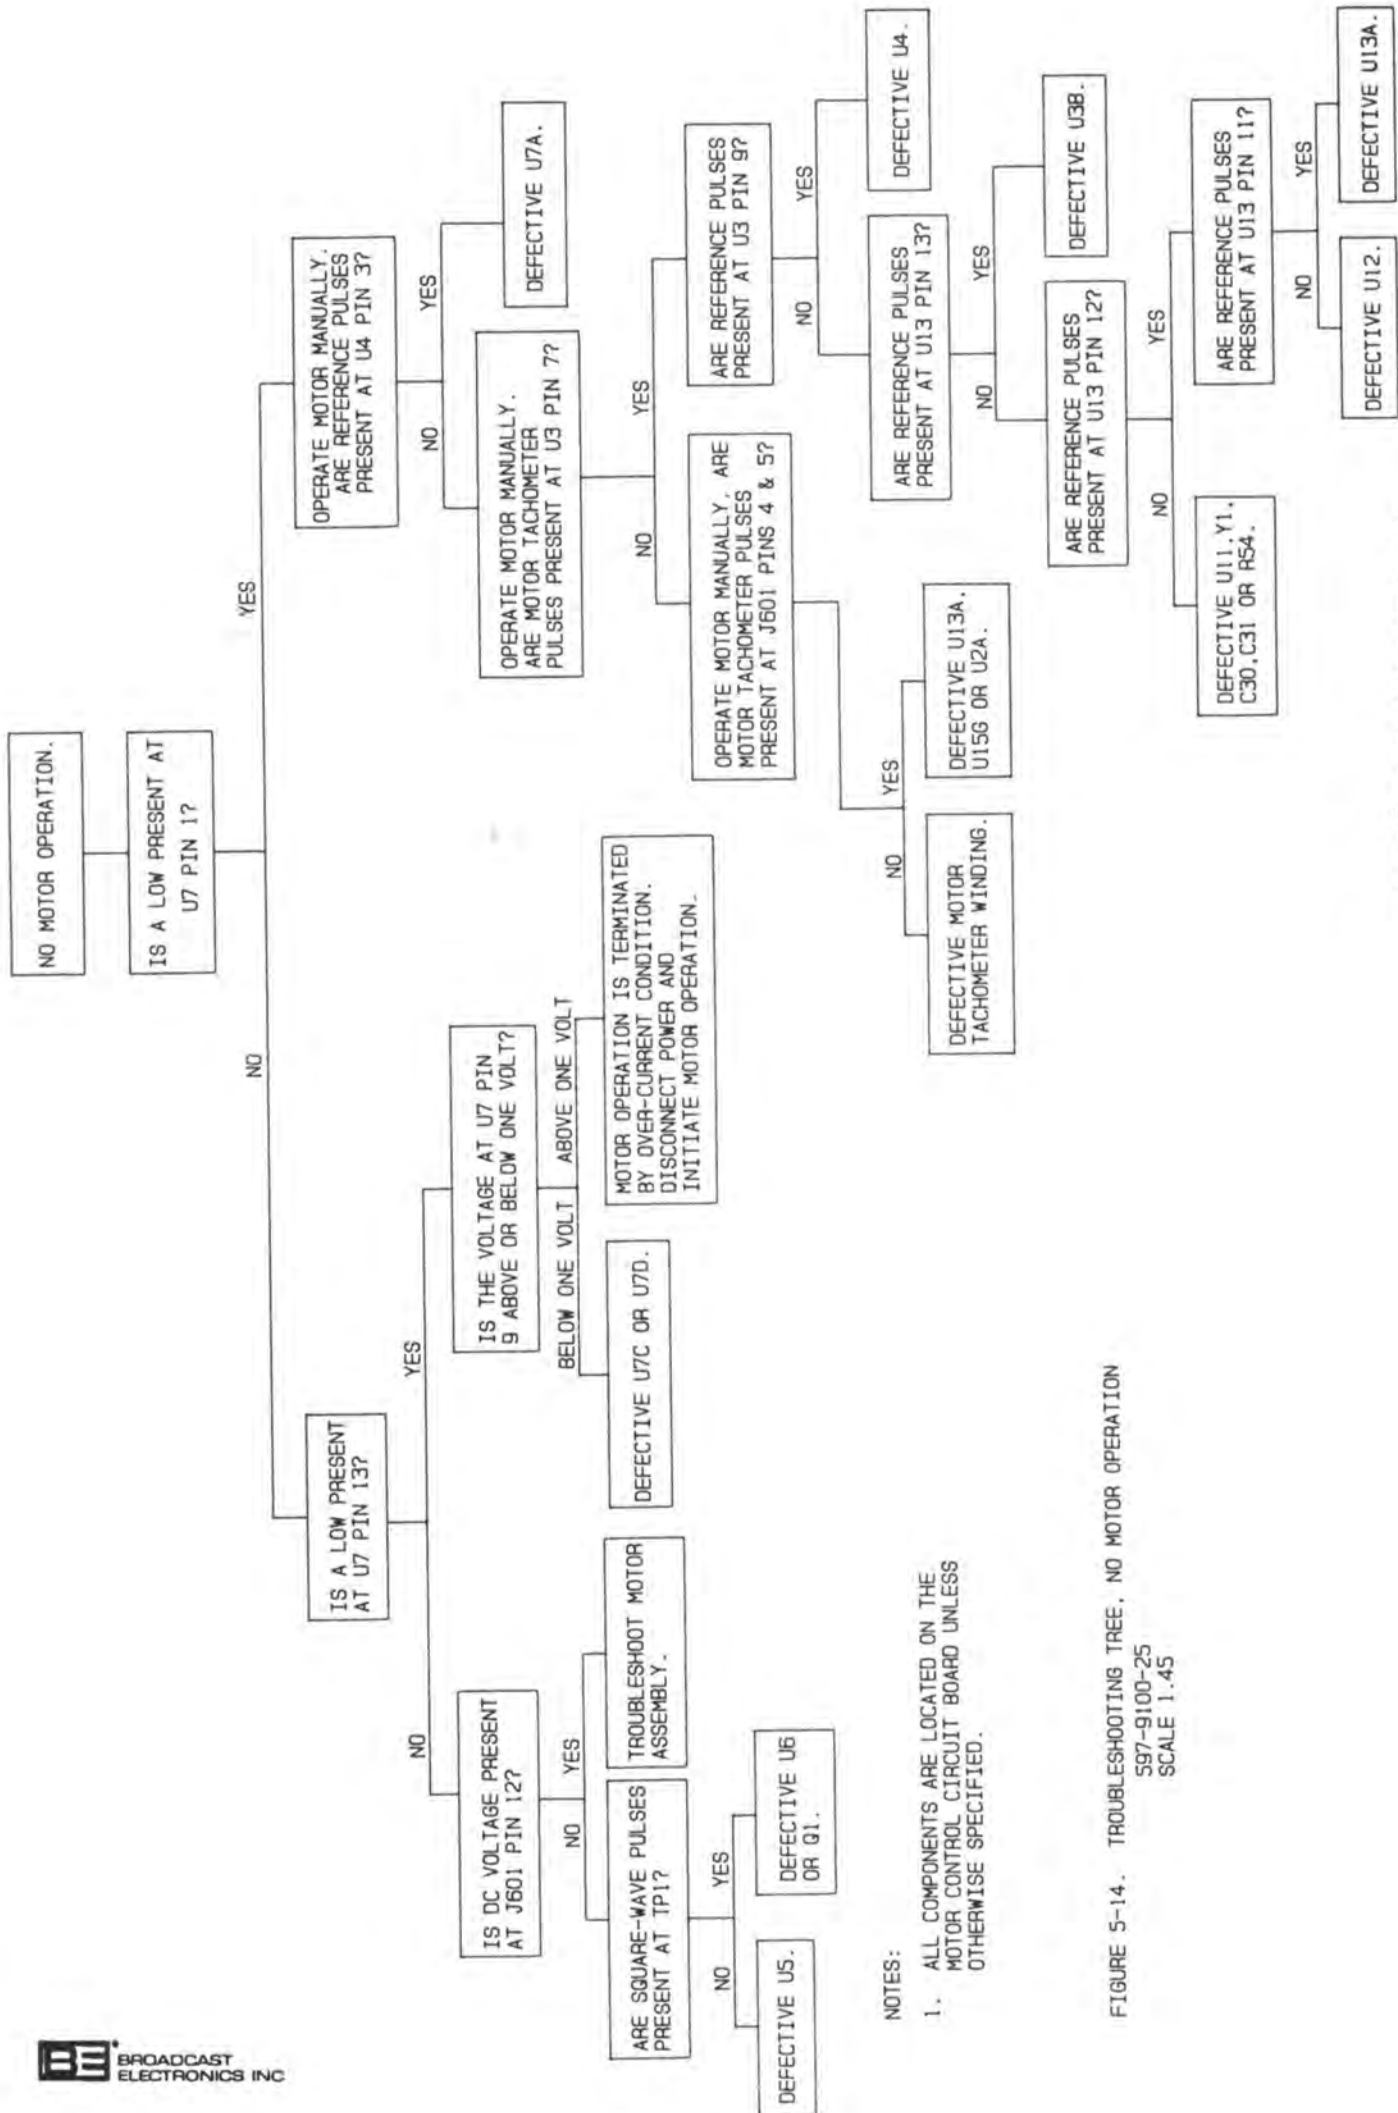 BE®
BROADCAST
ELECTRONICS INC
NO MOTOR OPERATION.
IS A LOW PRESENT AT
U7 PIN 1?
NO
YES
IS A LOW PRESENT
AT U7 PIN 13?
NO
YES
IS DC VOLTAGE PRESENT
AT J601 PIN 12?
NO
YES
ARE SQUARE-WAVE PULSES
PRESENT AT TP1?
NO
YES
DEFECTIVE U5.
DEFECTIVE U6
OR Q1.
TROUBLESHOOT MOTOR
ASSEMBLY.
IS THE VOLTAGE AT U7 PIN
9 ABOVE OR BELOW ONE VOLT?
BELOW ONE VOLT
ABOVE ONE VOLT
DEFECTIVE U7C OR U7D.
MOTOR OPERATION IS TERMINATED
BY OVER-CURRENT CONDITION.
DISCONNECT POWER AND
INITIATE MOTOR OPERATION.
OPERATE MOTOR MANUALLY.
ARE REFERENCE PULSES
PRESENT AT U4 PIN 3?
NO
YES
OPERATE MOTOR MANUALLY.
ARE MOTOR TACHOMETER
PULSES PRESENT AT U3 PIN 7?
DEFECTIVE U7A.
NO
YES
OPERATE MOTOR MANUALLY. ARE
MOTOR TACHOMETER PULSES
PRESENT AT J601 PINS 4 & 5?
NO
YES
DEFECTIVE MOTOR
TACHOMETER WINDING.
DEFECTIVE U13A.
U15G OR U2A.
ARE REFERENCE PULSES
PRESENT AT U3 PIN 9?
NO
YES
ARE REFERENCE PULSES
PRESENT AT U13 PIN 13?
DEFECTIVE U4.
NO
YES
ARE REFERENCE PULSES
PRESENT AT U13 PIN 12?
DEFECTIVE U3B.
NO
YES
DEFECTIVE U11,Y1,
C30,C31 OR R54.
ARE REFERENCE PULSES
PRESENT AT U13 PIN 11?
NO
YES
DEFECTIVE U12.
DEFECTIVE U13A.
NOTES:
1. ALL COMPONENTS ARE LOCATED ON THE
MOTOR CONTROL CIRCUIT BOARD UNLESS
OTHERWISE SPECIFIED.
FIGURE 5-14. TROUBLESHOOTING TREE, NO MOTOR OPERATION
597-9100-25
SCALE 1.45